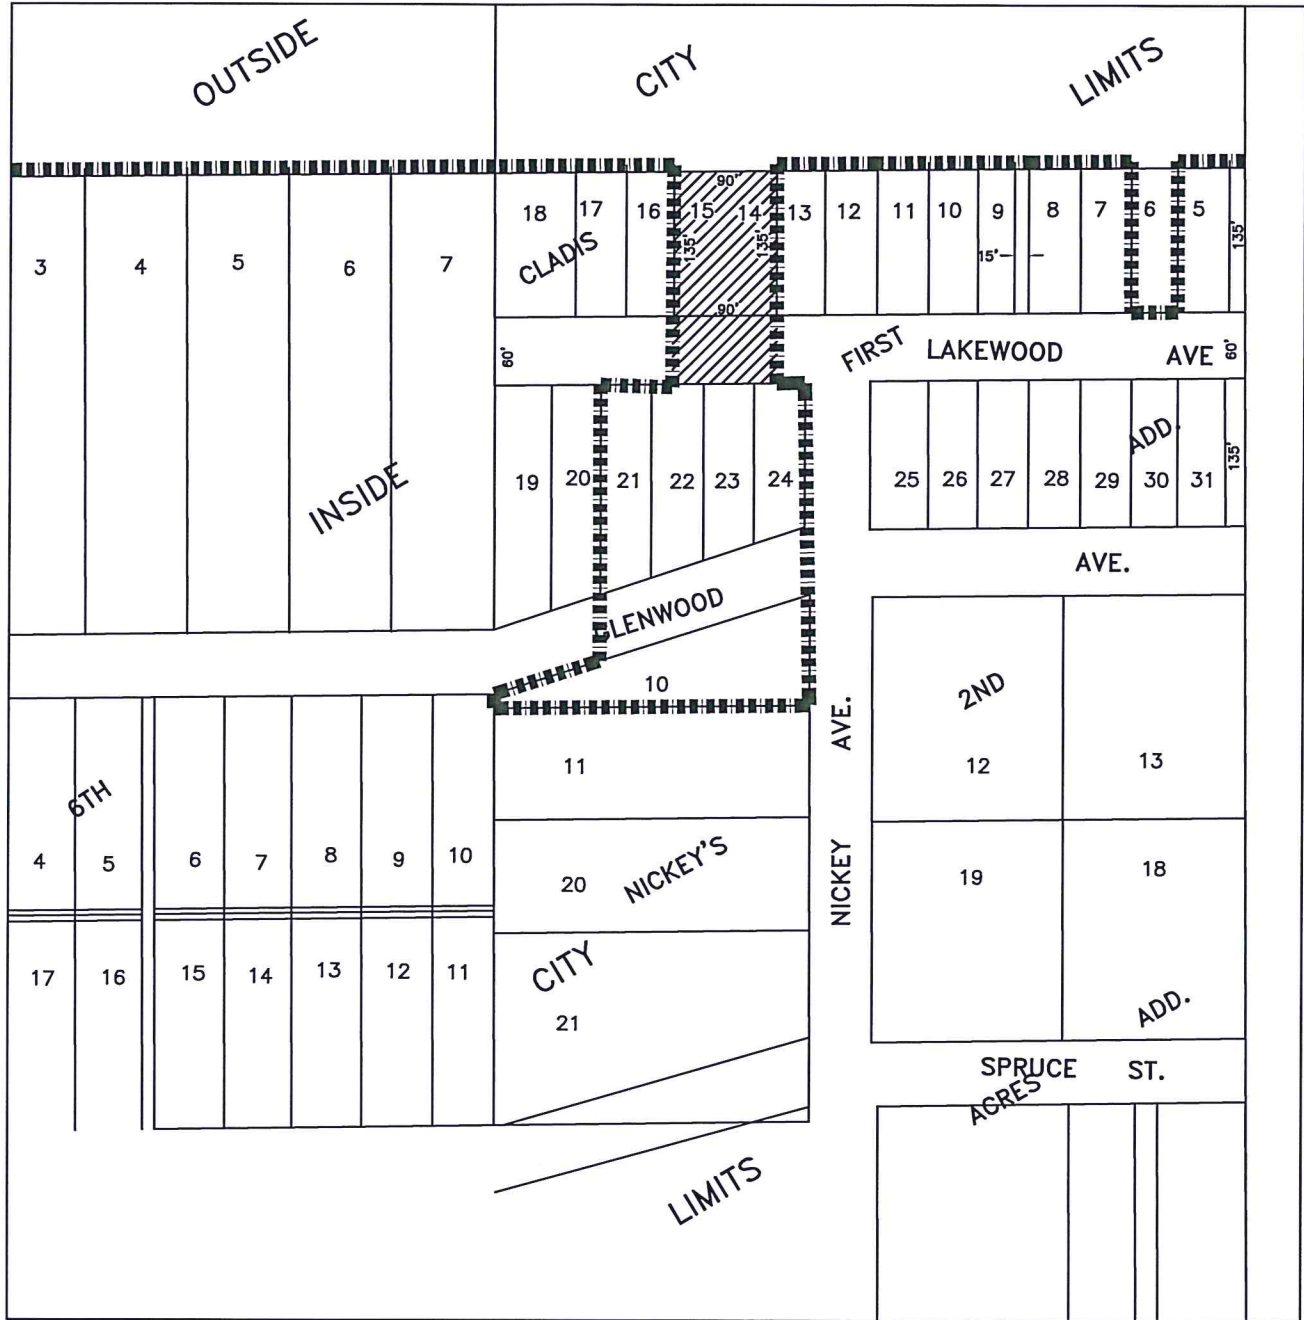 OUTSIDE CITY LIMITS
90'
18 17 16 15 14 13 12 11 10 9 8 7 6 5
135' 135' 135'
CLADIS
15'
3 4 5 6 7
90'
60' FIRST LAKEWOOD AVE 60'
ADD.
135'
19 20 21 22 23 24 25 26 27 28 29 30 31
INSIDE
AVE.
GLENWOOD
10
2ND
AVE.
11 12 13
6TH
4 5 6 7 8 9 10
20 NICKEY'S NICKEY 19 18
17 16 15 14 13 12 11
CITY
21
ADD.
SPRUCE ST.
ACRES
LIMITS